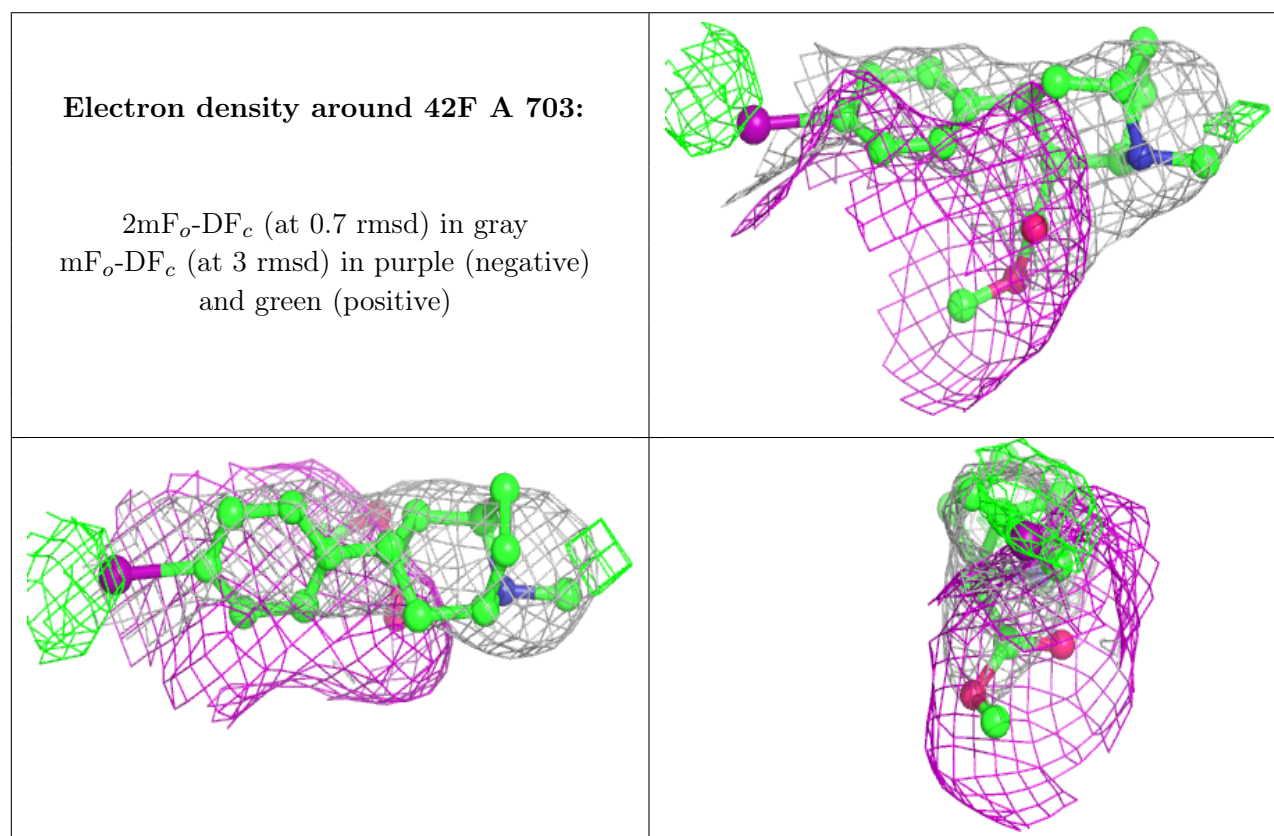 Electron density around 42F A 703:
2mFₒ-DF𝒸 (at 0.7 rmsd) in gray
mFₒ-DF𝒸 (at 3 rmsd) in purple (negative)
and green (positive)